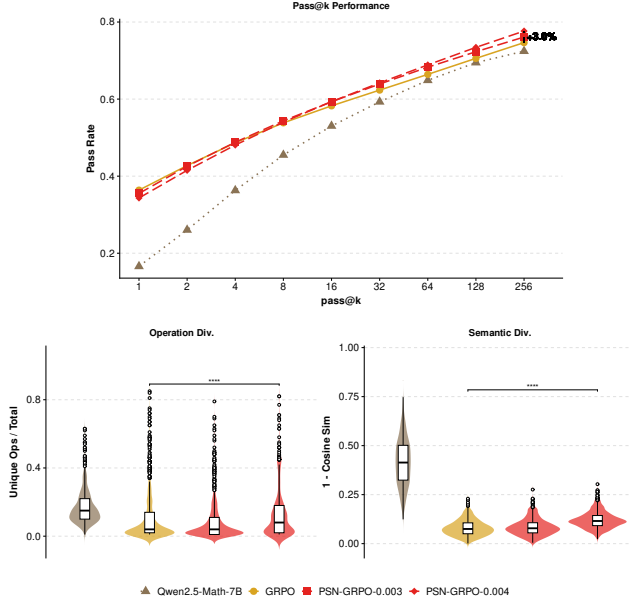 Pass@k Performance
0.8
0.6
0.4
0.2
Pass Rate
1 2 4 8 16 32 64 128 256
pass@k
Operation Div.
0.8
0.4
0.0
Unique Ops / Total
****
Semantic Div.
1.00
0.75
0.50
0.25
0.00
1 - Cosine Sim
****
Qwen2.5-Math-7B GRPO PSN-GRPO-0.003 PSN-GRPO-0.004